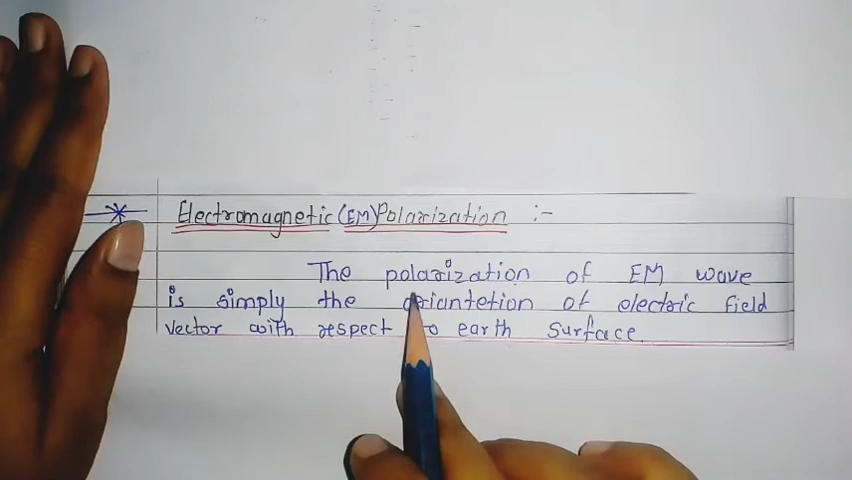 Electromagnetic (EM) Polarization :-
The polarization of EM wave
is simply the oriantetion of electric field
vector with respect to earth surface.